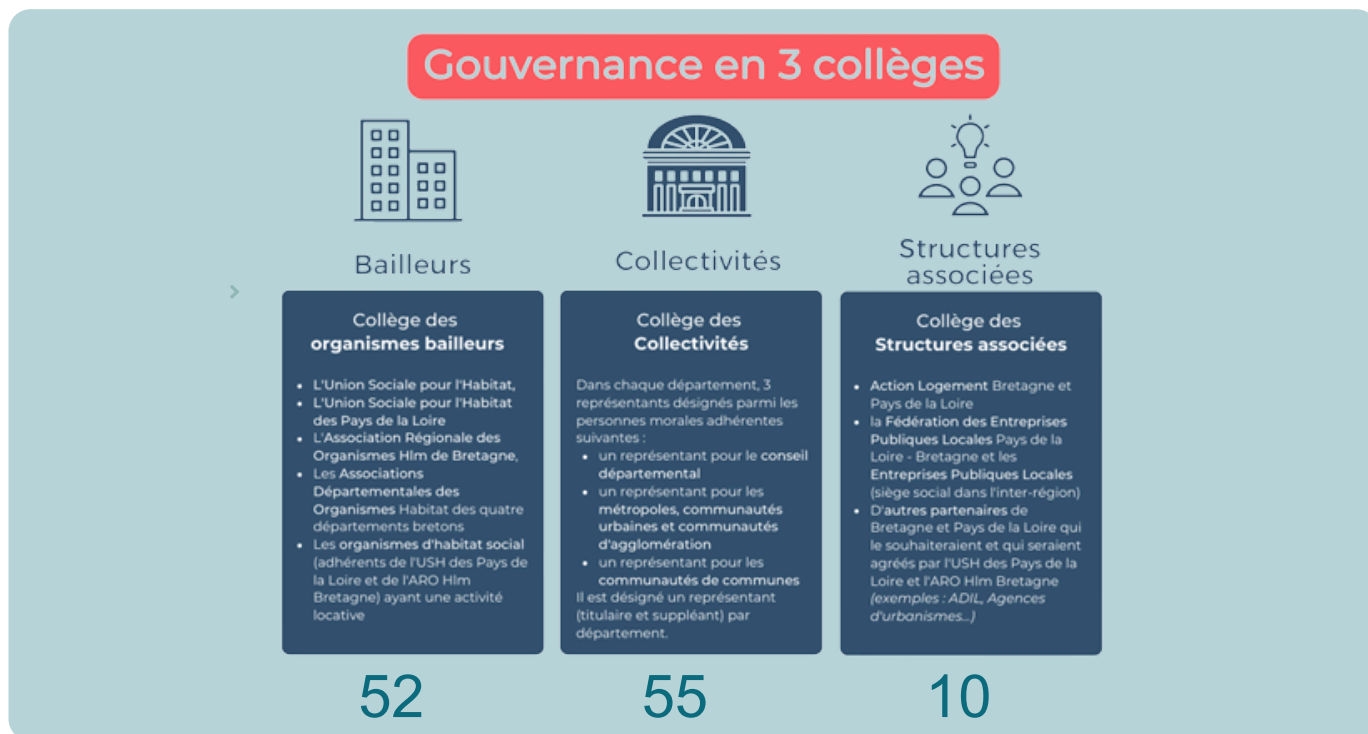 Gouvernance en 3 collèges
Bailleurs
Collège des
organismes bailleurs
• L'Union Sociale pour l'Habitat,
• L'Union Sociale pour l'Habitat
des Pays de la Loire
• L'Association Régionale des
Organismes Hlm de Bretagne,
• Les Associations
Départementales des
Organismes Habitat des quatre
départements bretons
• Les organismes d'habitat social
(adhérents de l'USH des Pays de
la Loire et de l'ARO Hlm
Bretagne) ayant une activité
locative
52
Collectivités
Collège des
Collectivités
Dans chaque département, 3
représentants désignés parmi les
personnes morales adhérentes
suivantes :
• un représentant pour le conseil
départemental
• un représentant pour les
métropoles, communautés
urbaines et communautés
d'agglomération
• un représentant pour les
communautés de communes
Il est désigné un représentant
(titulaire et suppléant) par
département.
55
Structures
associées
Collège des
Structures associées
• Action Logement Bretagne et
Pays de la Loire
• la Fédération des Entreprises
Publiques Locales Pays de la
Loire - Bretagne et les
Entreprises Publiques Locales
(siège social dans l'inter-région)
• D'autres partenaires de
Bretagne et Pays de la Loire qui
le souhaiteraient et qui seraient
agréés par l'USH des Pays de la
Loire et l'ARO Hlm Bretagne
(exemples : ADIL, Agences
d'urbanismes...)
10